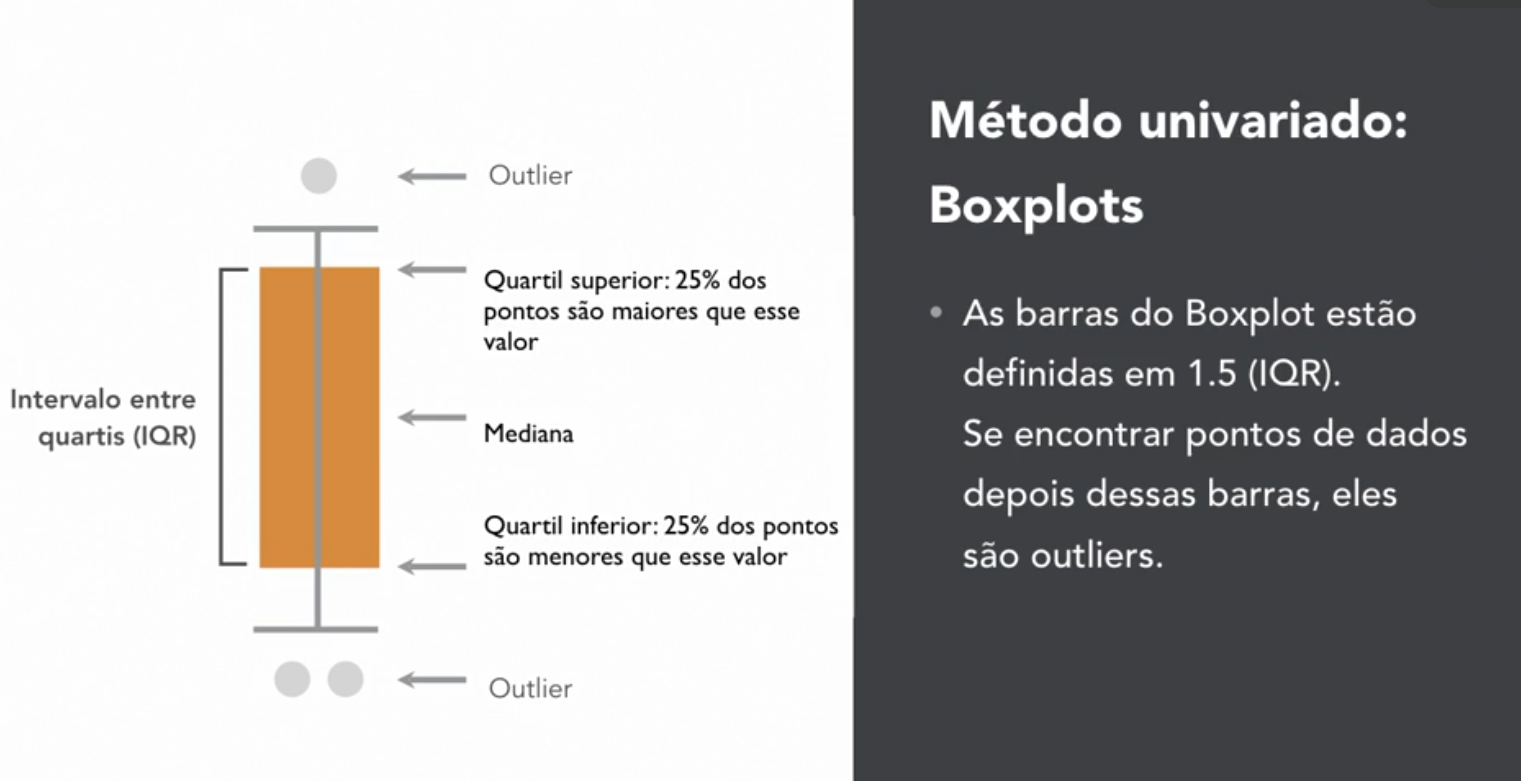 Outlier
Quartil superior: 25% dos
pontos são maiores que esse
valor
Intervalo entre
quartis (IQR)
Mediana
Quartil inferior: 25% dos pontos
são menores que esse valor
Outlier
Método univariado:
Boxplots
• As barras do Boxplot estão
definidas em 1.5 (IQR).
Se encontrar pontos de dados
depois dessas barras, eles
são outliers.